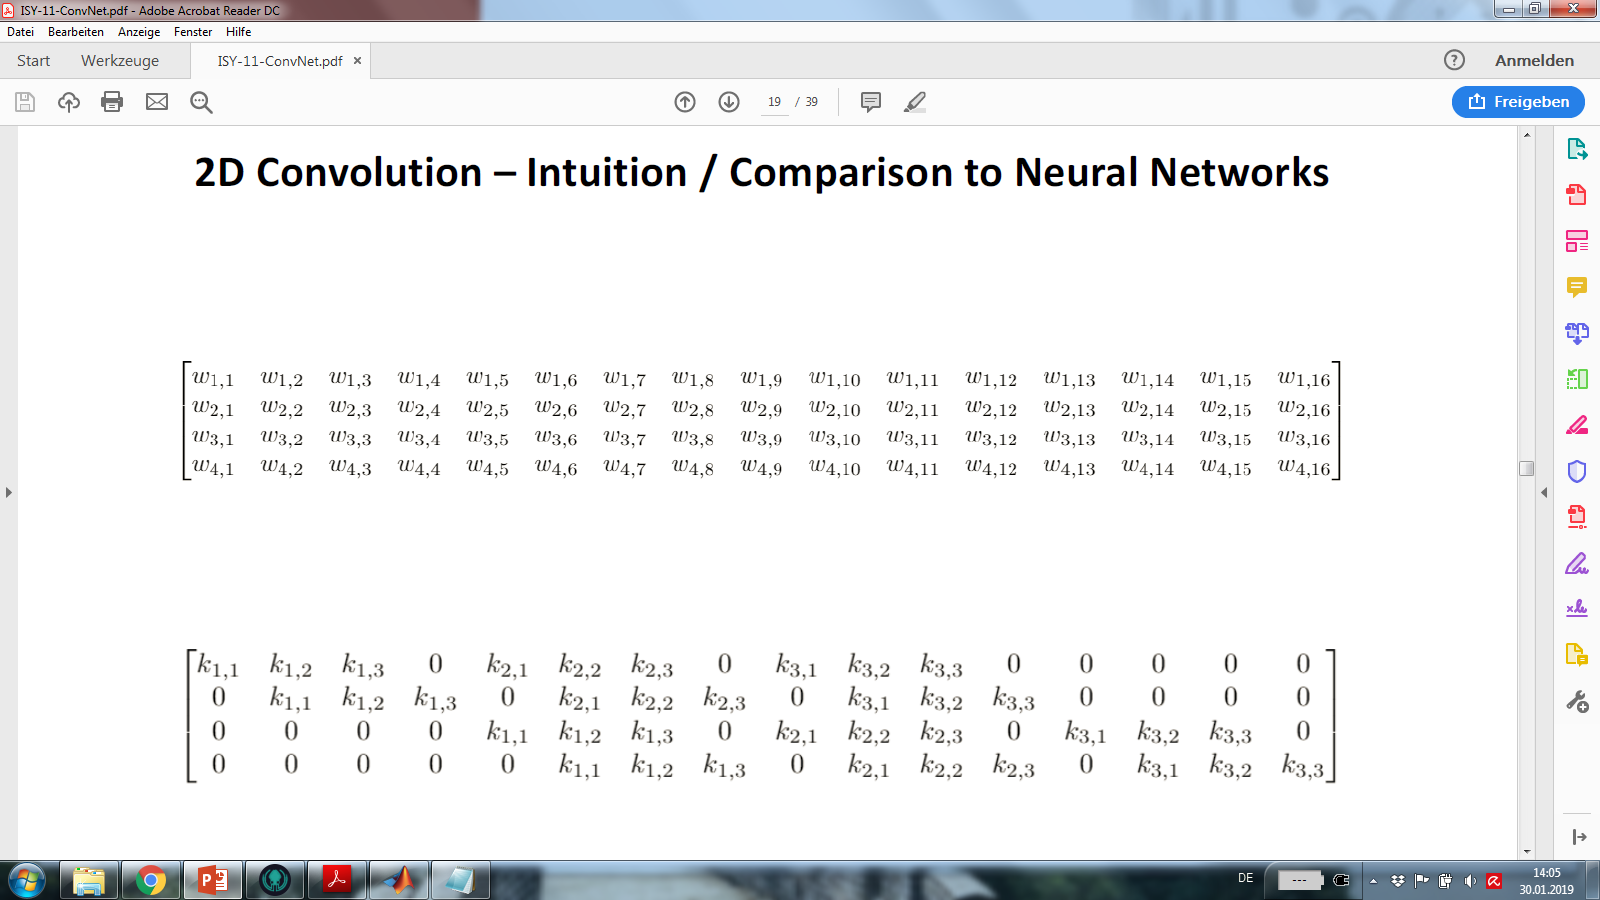 ISY-11-ConvNet.pdf - Adobe Acrobat Reader DC
Datei Bearbeiten Anzeige Fenster Hilfe
Start Werkzeuge ISY-11-ConvNet.pdf × ? Anmelden
19 / 39 Freigeben
2D Convolution – Intuition / Comparison to Neural Networks
w1,1 w1,2 w1,3 w1,4 w1,5 w1,6 w1,7 w1,8 w1,9 w1,10 w1,11 w1,12 w1,13 w1,14 w1,15 w1,16
w2,1 w2,2 w2,3 w2,4 w2,5 w2,6 w2,7 w2,8 w2,9 w2,10 w2,11 w2,12 w2,13 w2,14 w2,15 w2,16
w3,1 w3,2 w3,3 w3,4 w3,5 w3,6 w3,7 w3,8 w3,9 w3,10 w3,11 w3,12 w3,13 w3,14 w3,15 w3,16
w4,1 w4,2 w4,3 w4,4 w4,5 w4,6 w4,7 w4,8 w4,9 w4,10 w4,11 w4,12 w4,13 w4,14 w4,15 w4,16
k1,1 k1,2 k1,3 0 k2,1 k2,2 k2,3 0 k3,1 k3,2 k3,3 0 0 0 0 0
0 k1,1 k1,2 k1,3 0 k2,1 k2,2 k2,3 0 k3,1 k3,2 k3,3 0 0 0 0
0 0 0 0 k1,1 k1,2 k1,3 0 k2,1 k2,2 k2,3 0 k3,1 k3,2 k3,3 0
0 0 0 0 0 k1,1 k1,2 k1,3 0 k2,1 k2,2 k2,3 0 k3,1 k3,2 k3,3
DE --- 14:05
30.01.2019